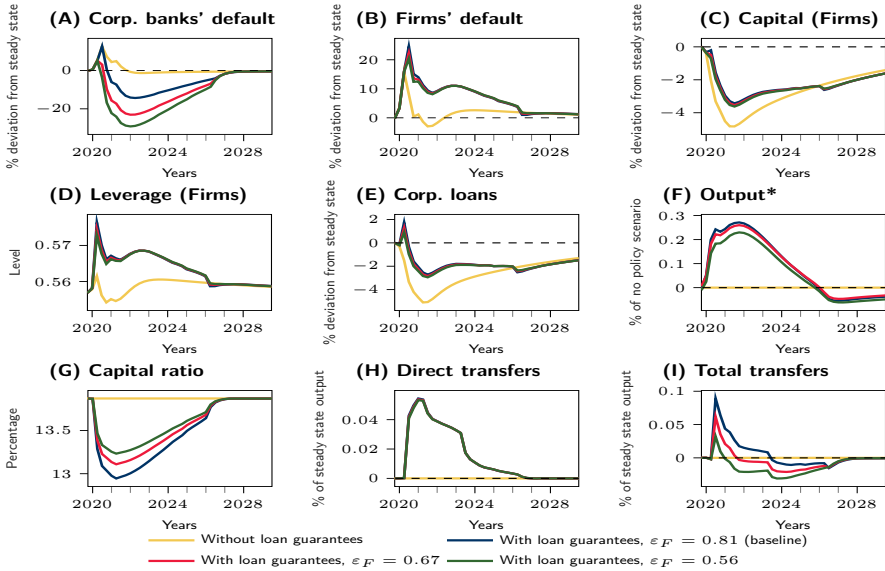 (A) Corp. banks' default
(B) Firms' default
(C) Capital (Firms)
% deviation from steady state
0
−20
2020 2024 2028
Years
% deviation from steady state
20
10
0
2020 2024 2028
Years
% deviation from steady state
0
−2
−4
2020 2024 2028
Years
(D) Leverage (Firms)
(E) Corp. loans
(F) Output*
Level
0.57
0.56
2020 2024 2028
Years
% deviation from steady state
2
0
−2
−4
2020 2024 2028
Years
% of no policy scenario
0.3
0.2
0.1
0
2020 2024 2028
Years
(G) Capital ratio
(H) Direct transfers
(I) Total transfers
Percentage
13.5
13
2020 2024 2028
Years
% of steady state output
0.04
0.02
0
2020 2024 2028
Years
% of steady state output
0.1
0.05
0
2020 2024 2028
Years
Without loan guarantees
With loan guarantees, ε_F = 0.81 (baseline)
With loan guarantees, ε_F = 0.67
With loan guarantees, ε_F = 0.56